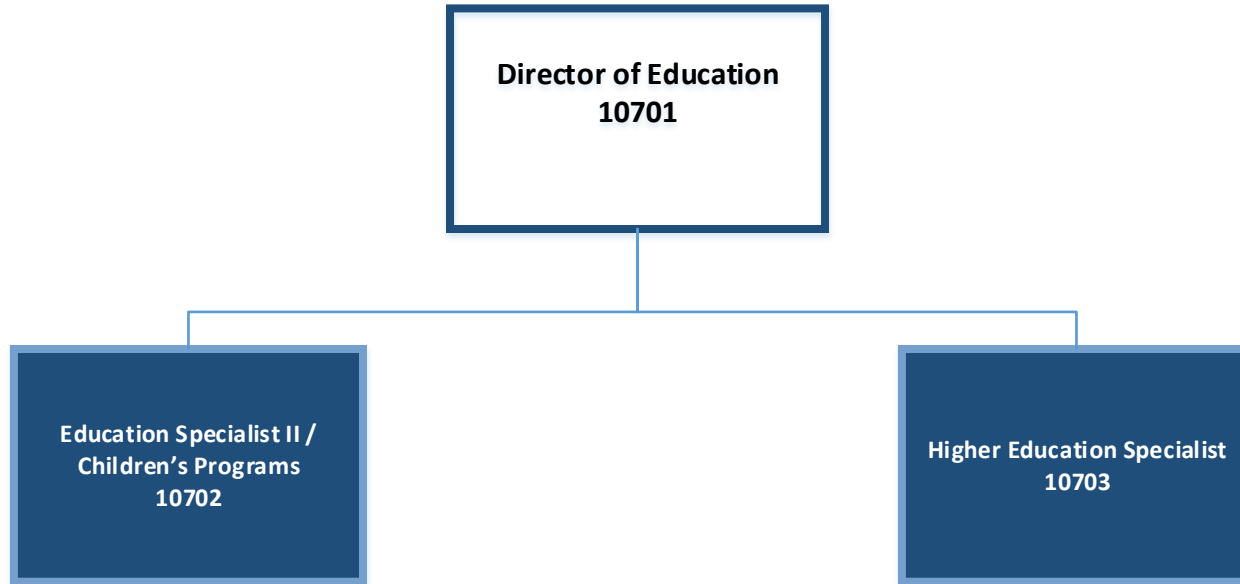 Director of Education
10701
Education Specialist II /
Children’s Programs
10702
Higher Education Specialist
10703